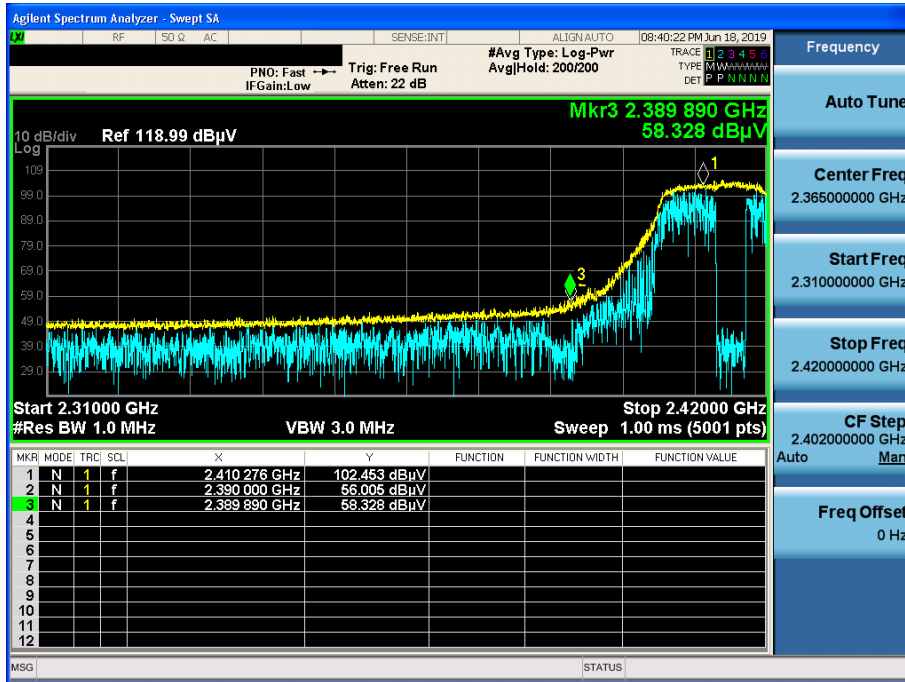 Agilent Spectrum Analyzer - Swept SA
LXI RF 50 Ω AC SENSE:INT ALIGN AUTO 08:40:22 PM Jun 18, 2019
PNO: Fast Trig: Free Run #Avg Type: Log-Pwr TRACE 1 2 3 4 5 6
IFGain:Low Atten: 22 dB Avg|Hold: 200/200 TYPE M W
DET P P N N N N
Mkr3 2.389 890 GHz
58.328 dBµV
10 dB/div Ref 118.99 dBµV
Log
109
99.0
89.0
79.0
69.0
59.0
49.0
39.0
29.0
1
3
Start 2.31000 GHz Stop 2.42000 GHz
#Res BW 1.0 MHz VBW 3.0 MHz Sweep 1.00 ms (5001 pts)
MKR MODE TRC SCL X Y FUNCTION FUNCTION WIDTH FUNCTION VALUE
1 N 1 f 2.410 276 GHz 102.453 dBµV
2 N 1 f 2.390 000 GHz 56.005 dBµV
3 N 1 f 2.389 890 GHz 58.328 dBµV
4
5
6
7
8
9
10
11
12
MSG STATUS
Frequency
Auto Tune
Center Freq
2.365000000 GHz
Start Freq
2.310000000 GHz
Stop Freq
2.420000000 GHz
CF Step
2.402000000 GHz
Auto Man
Freq Offset
0 Hz